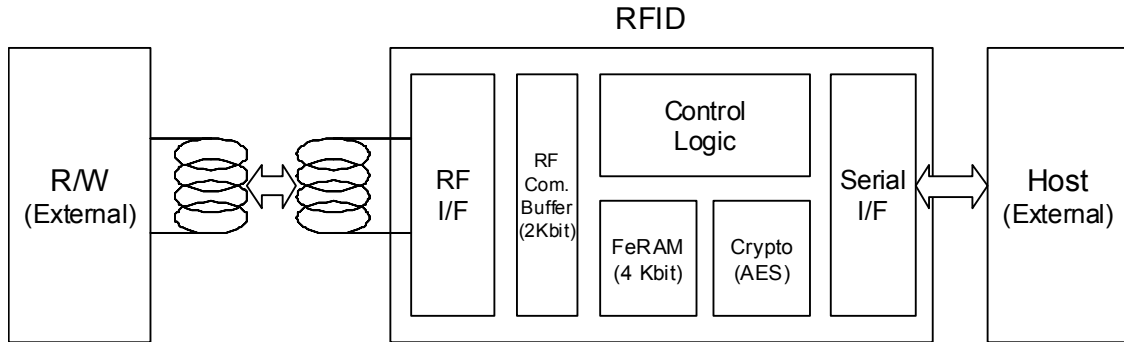 RFID
R/W
(External)
RF
I/F
RF
Com.
Buffer
(2Kbit)
Control
Logic
FeRAM
(4 Kbit)
Crypto
(AES)
Serial
I/F
Host
(External)